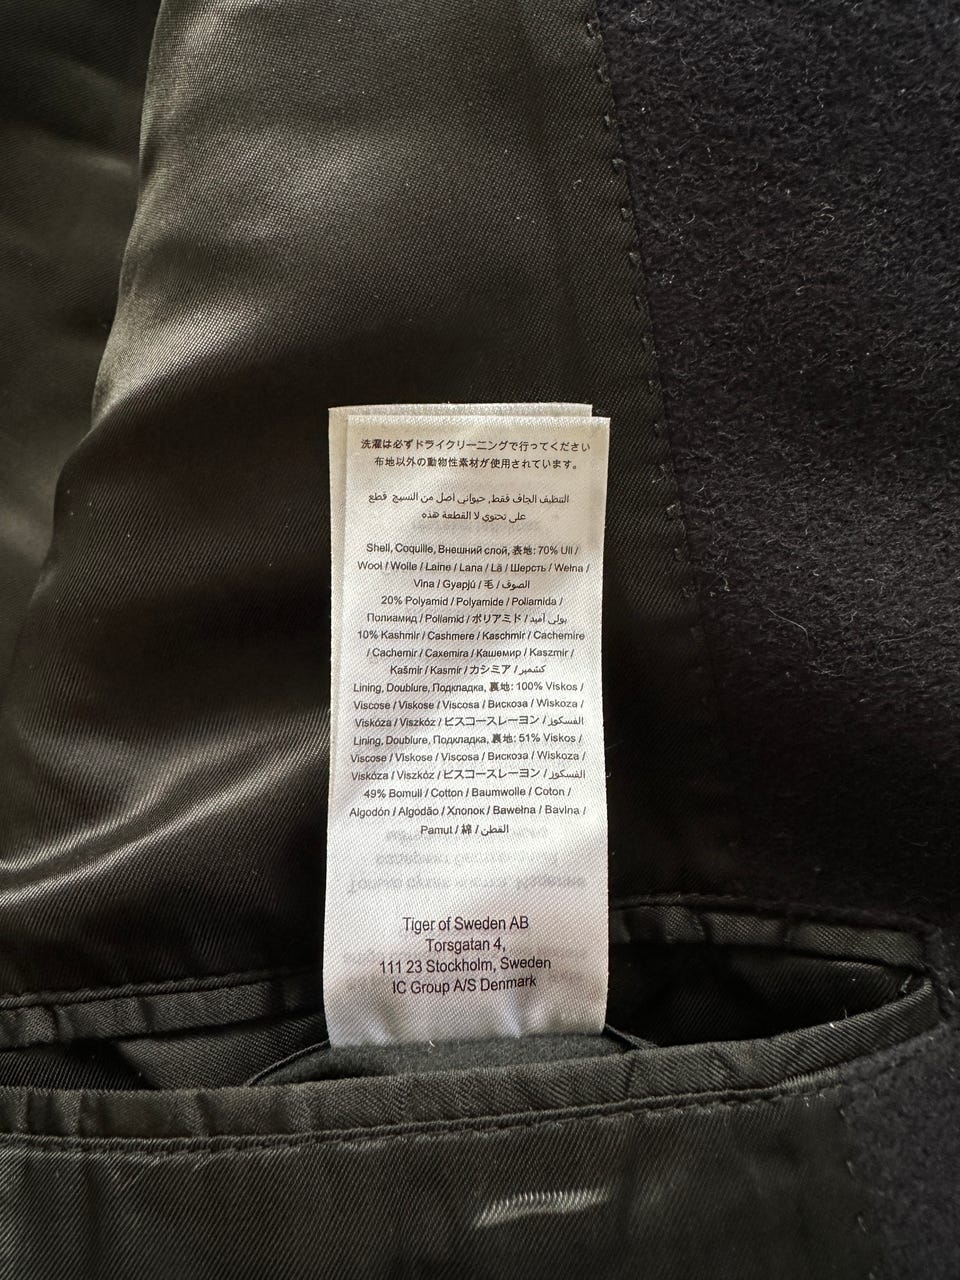 洗濯は必ずドライクリーニングで行ってください
布地以外の動物性素材が使用されています。
التنظيف الجاف فقط. حيواني اصل من النسيج قطع
على تحتوي لا القطعة هذه
Shell, Coquille, Внешний слой, 表地: 70% Ull /
Wool / Wolle / Laine / Lana / Lã / Шерсть / Wełna /
Vlna / Gyapjú / 毛 / الصوف
20% Polyamid / Polyamide / Poliamida /
Полиамид / Poliamid / ポリアミド / بولي أميد
10% Kashmir / Cashmere / Kaschmir / Cachemire
/ Cachemir / Caxemira / Кашемир / Kaszmir /
Kašmír / Kasmír / カシミア / كشمير
Lining, Doublure, Подкладка, 裏地: 100% Viskos /
Viscose / Viskose / Viscosa / Вискоза / Wiskoza /
Viskóza / Viszkóz / ビスコースレーヨン / الفسكوز
Lining, Doublure, Подкладка, 裏地: 51% Viskos /
Viscose / Viskose / Viscosa / Вискоза / Wiskoza /
Viskóza / Viszkóz / ビスコースレーヨン / الفسكوز
49% Bomull / Cotton / Baumwolle / Coton /
Algodón / Algodão / Хлопок / Bawełna / Bavlna /
Pamut / 綿 / القطن
Tiger of Sweden AB
Torsgatan 4,
111 23 Stockholm, Sweden
IC Group A/S Denmark